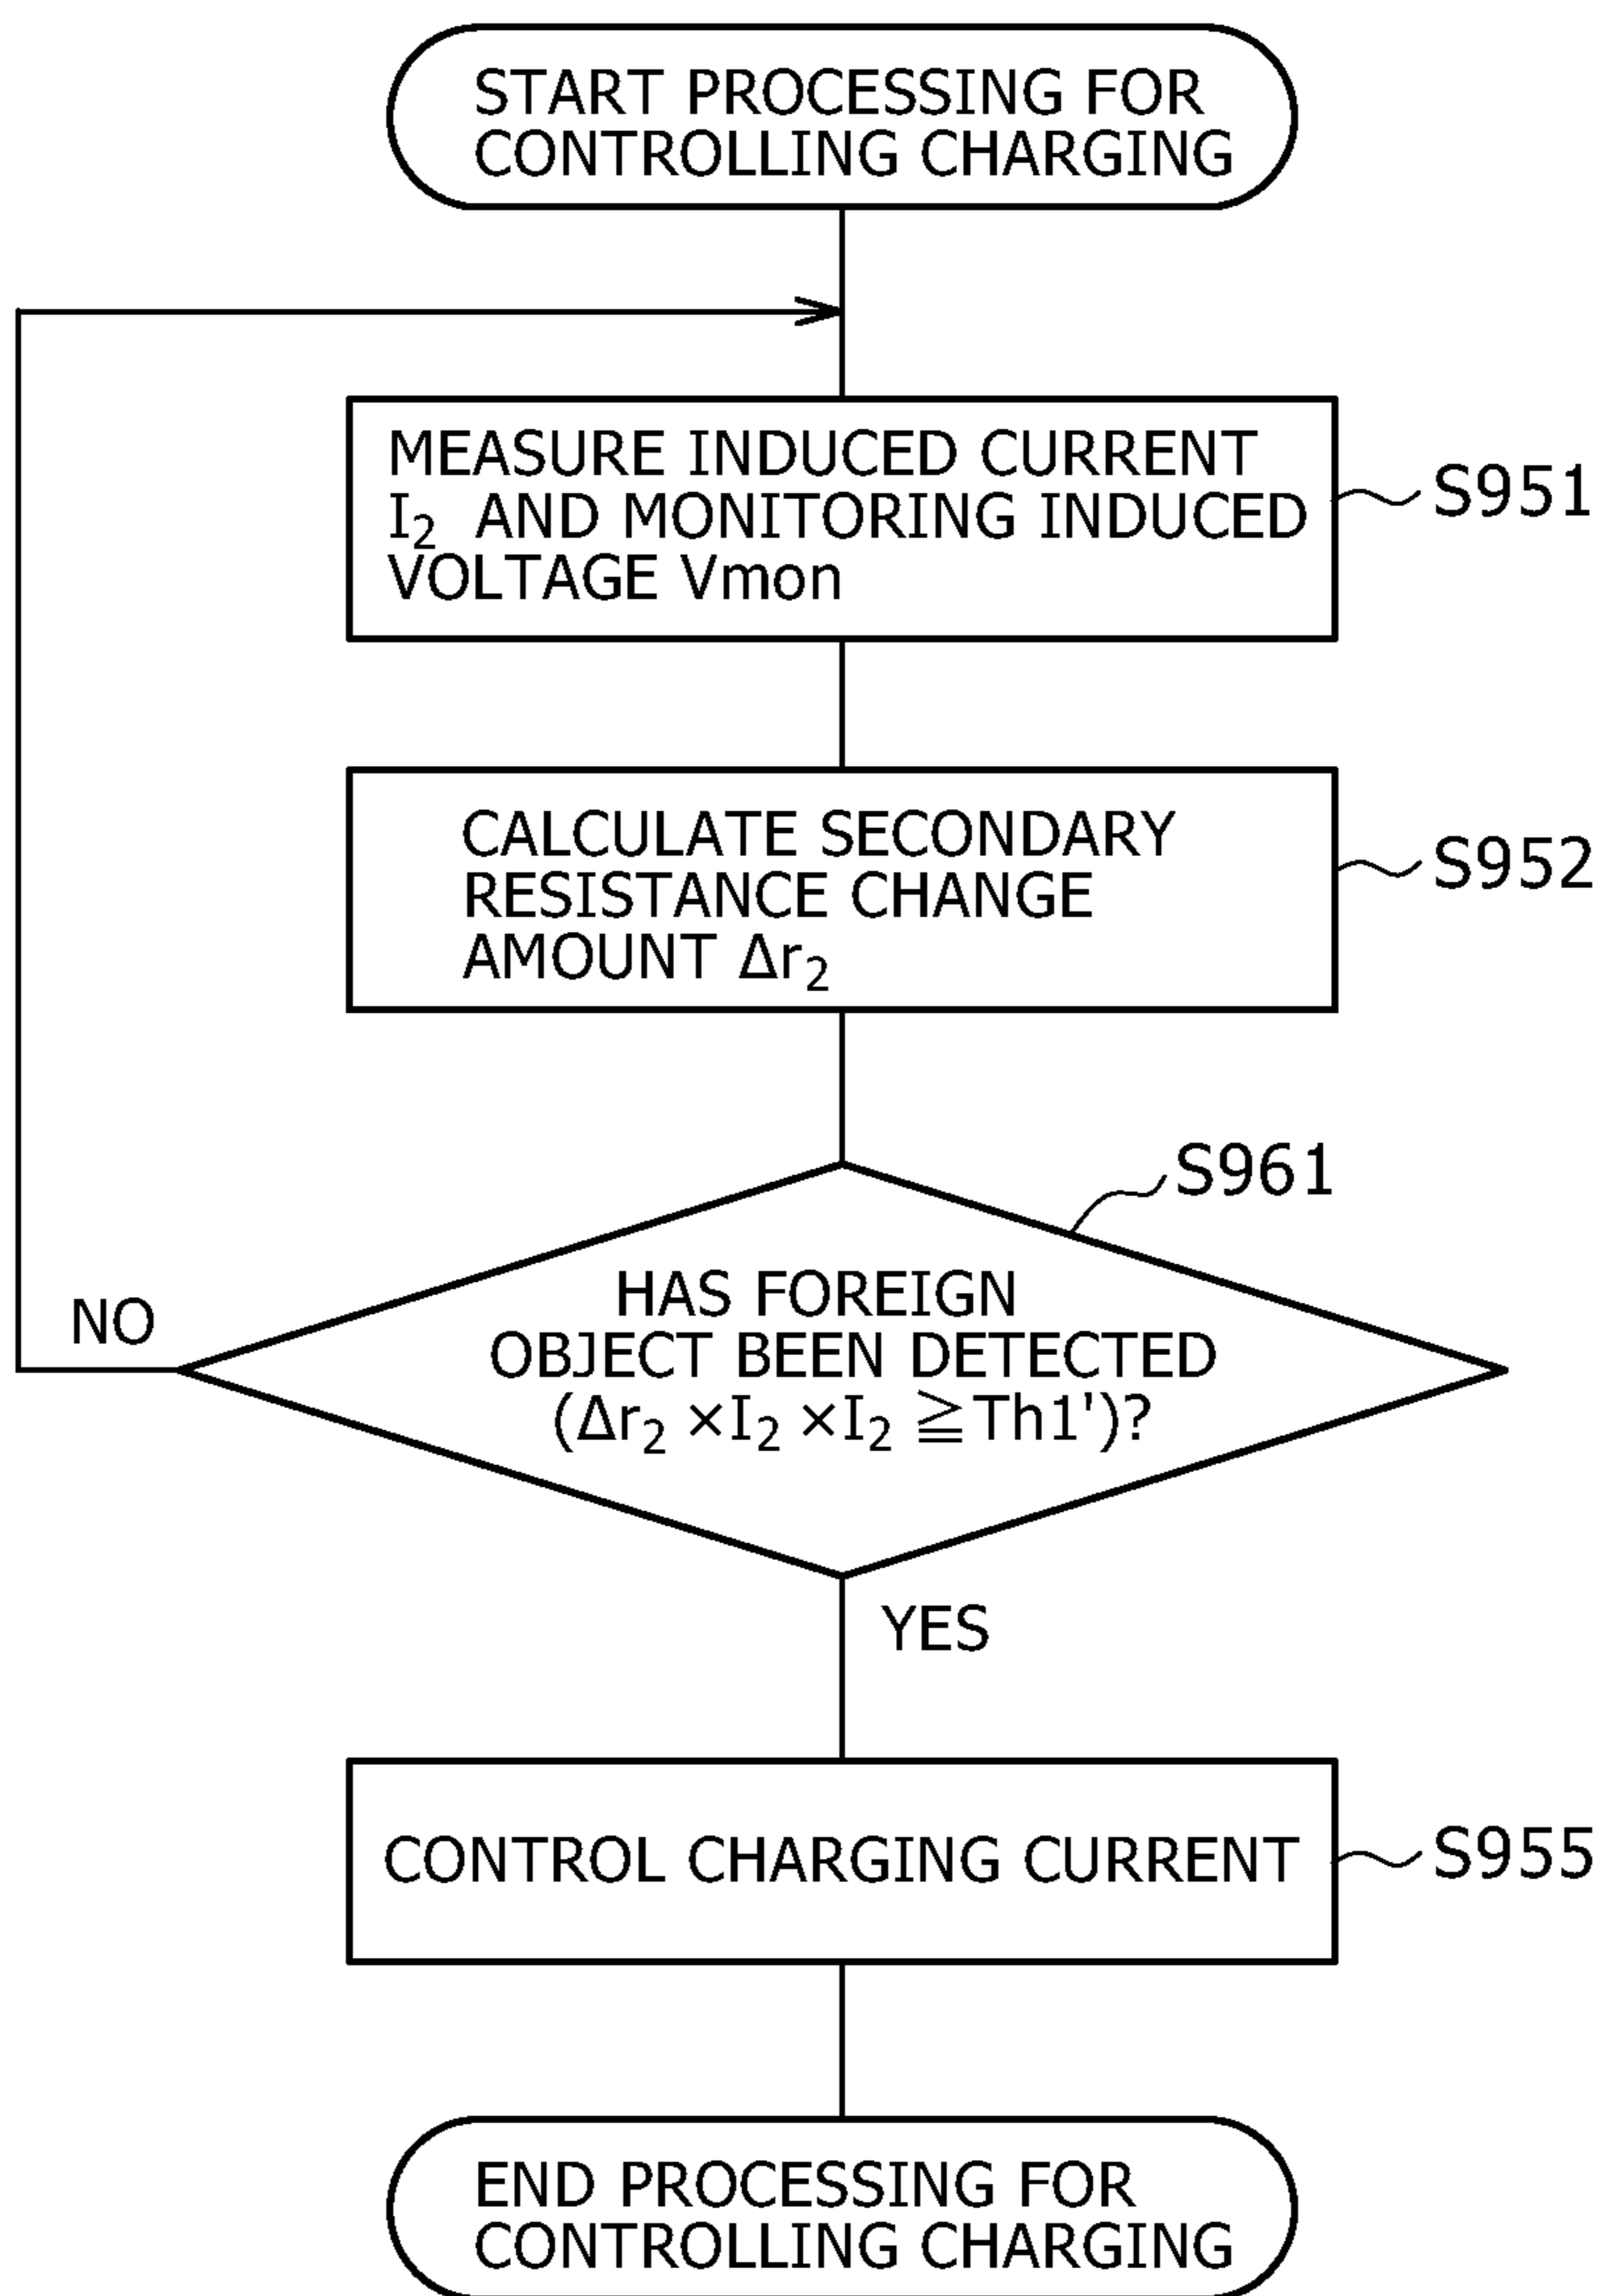 START PROCESSING FOR
CONTROLLING CHARGING
MEASURE INDUCED CURRENT
I₂ AND MONITORING INDUCED
VOLTAGE Vmon
S951
CALCULATE SECONDARY
RESISTANCE CHANGE
AMOUNT Δr₂
S952
S961
HAS FOREIGN
OBJECT BEEN DETECTED
(Δr₂ ×I₂ ×I₂ ≧Th1')?
NO
YES
CONTROL CHARGING CURRENT
S955
END PROCESSING FOR
CONTROLLING CHARGING